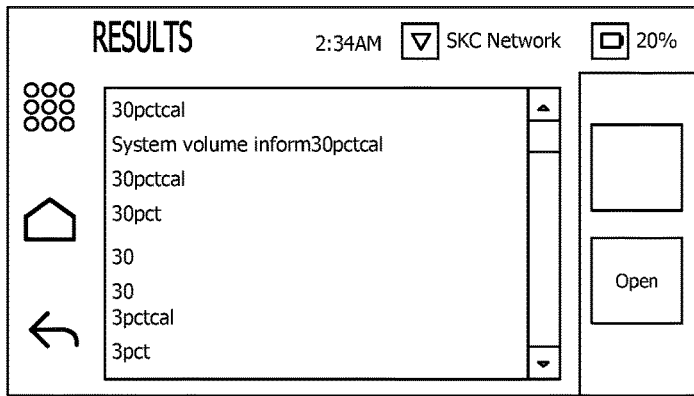 RESULTS 2:34AM SKC Network 20%
30pctcal
System volume inform30pctcal
30pctcal
30pct
30
30
3pctcal
3pct
Open